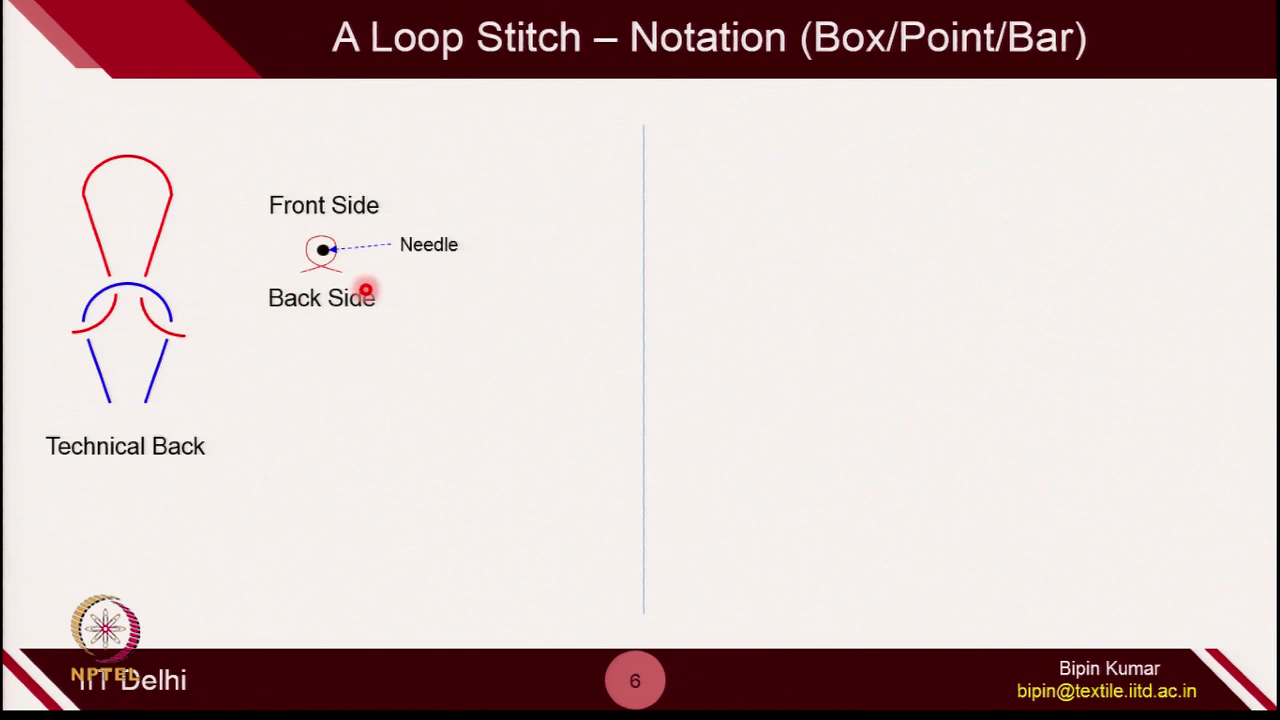 A Loop Stitch – Notation (Box/Point/Bar)
Front Side
Needle
Back Side
Technical Back
NPTEL
IIT Delhi
6
Bipin Kumar
bipin@textile.iitd.ac.in